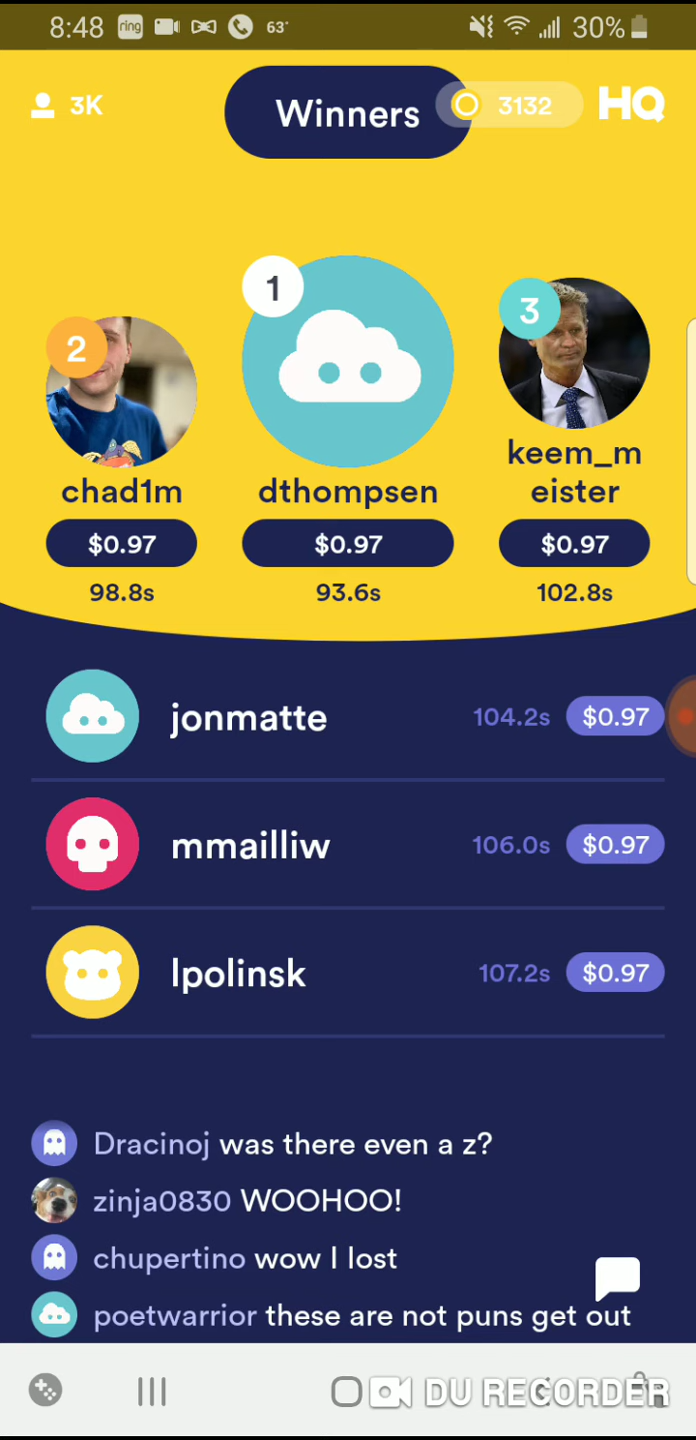 8:48 ring 63° 30%
3K Winners 3132 HQ
1
3
2
keem_m
eister
chad1m dthompsen
$0.97 $0.97 $0.97
98.8s 93.6s 102.8s
jonmatte 104.2s $0.97
mmailliw 106.0s $0.97
lpolinsk 107.2s $0.97
Dracinoj was there even a z?
zinja0830 WOOHOO!
chupertino wow I lost
poetwarrior these are not puns get out
DU RECORDER